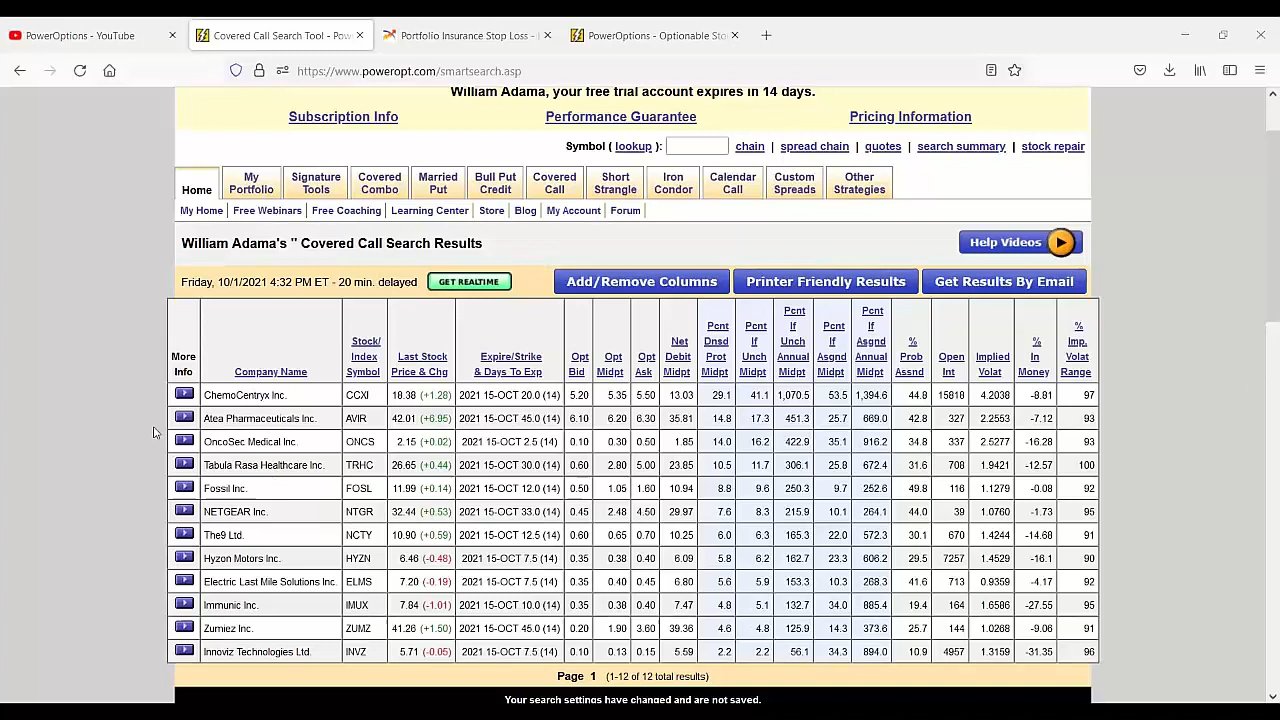 PowerOptions - YouTube
Covered Call Search Tool - Pow
Portfolio Insurance Stop Loss -
PowerOptions - Optionable Sto
https://www.poweropt.com/smartsearch.asp
William Adama, your free trial account expires in 14 days.
Subscription Info Performance Guarantee Pricing Information
Symbol ( lookup ): chain | spread chain | quotes | search summary | stock repair
Home My Portfolio Signature Tools Covered Combo Married Put Bull Put Credit Covered Call Short Strangle Iron Condor Calendar Call Custom Spreads Other Strategies
My Home | Free Webinars | Free Coaching | Learning Center | Store | Blog | My Account | Forum |
William Adama's " Covered Call Search Results Help Videos
Friday, 10/1/2021 4:32 PM ET - 20 min. delayed GET REALTIME Add/Remove Columns Printer Friendly Results Get Results By Email
More Info Company Name Stock/ Index Symbol Last Stock Price & Chg Expire/Strike & Days To Exp Opt Bid Opt Midpt Opt Ask Net Debit Midpt Pcnt Dnsd Prot Midpt Pcnt If Unch Midpt Pcnt If Unch Annual Midpt Pcnt If Asgnd Midpt Pcnt If Asgnd Annual Midpt % Prob Assnd Open Int Implied Volat % In Money % Imp. Volat Range
ChemoCentryx Inc. CCXI 18.38 (+1.28) 2021 15-OCT 20.0 (14) 5.20 5.35 5.50 13.03 29.1 41.1 1,070.5 53.5 1,394.6 44.8 15818 4.2038 -8.81 97
Atea Pharmaceuticals Inc. AVIR 42.01 (+6.95) 2021 15-OCT 45.0 (14) 6.10 6.20 6.30 35.81 14.8 17.3 451.3 25.7 669.0 42.8 327 2.2553 -7.12 93
OncoSec Medical Inc. ONCS 2.15 (+0.02) 2021 15-OCT 2.5 (14) 0.10 0.30 0.50 1.85 14.0 16.2 422.9 35.1 916.2 34.8 337 2.5277 -16.28 93
Tabula Rasa Healthcare Inc. TRHC 26.65 (+0.44) 2021 15-OCT 30.0 (14) 0.60 2.80 5.00 23.85 10.5 11.7 306.1 25.8 672.4 31.6 708 1.9421 -12.57 100
Fossil Inc. FOSL 11.99 (+0.14) 2021 15-OCT 12.0 (14) 0.50 1.05 1.60 10.94 8.8 9.6 250.3 9.7 252.6 49.8 116 1.1279 -0.08 92
NETGEAR Inc. NTGR 32.44 (+0.53) 2021 15-OCT 33.0 (14) 0.45 2.48 4.50 29.97 7.6 8.3 215.9 10.1 264.1 44.0 39 1.0760 -1.73 95
The9 Ltd. NCTY 10.90 (+0.59) 2021 15-OCT 12.5 (14) 0.60 0.65 0.70 10.25 6.0 6.3 165.3 22.0 572.3 30.1 670 1.4244 -14.68 91
Hyzon Motors Inc. HYZN 6.46 (-0.48) 2021 15-OCT 7.5 (14) 0.35 0.38 0.40 6.09 5.8 6.2 162.7 23.3 606.2 29.5 7257 1.4529 -16.1 90
Electric Last Mile Solutions Inc. ELMS 7.20 (-0.19) 2021 15-OCT 7.5 (14) 0.35 0.40 0.45 6.80 5.6 5.9 153.3 10.3 268.3 41.6 713 0.9359 -4.17 92
Immunic Inc. IMUX 7.84 (-1.01) 2021 15-OCT 10.0 (14) 0.35 0.38 0.40 7.47 4.8 5.1 132.7 34.0 885.4 19.4 164 1.6586 -27.55 95
Zumiez Inc. ZUMZ 41.26 (+1.50) 2021 15-OCT 45.0 (14) 0.20 1.90 3.60 39.36 4.6 4.8 125.9 14.3 373.6 25.7 144 1.0268 -9.06 91
Innoviz Technologies Ltd. INVZ 5.71 (-0.05) 2021 15-OCT 7.5 (14) 0.10 0.13 0.15 5.59 2.2 2.2 56.1 34.3 894.0 10.9 4957 1.3159 -31.35 96
Page 1 (1-12 of 12 total results)
Your search settings have changed and are not saved.